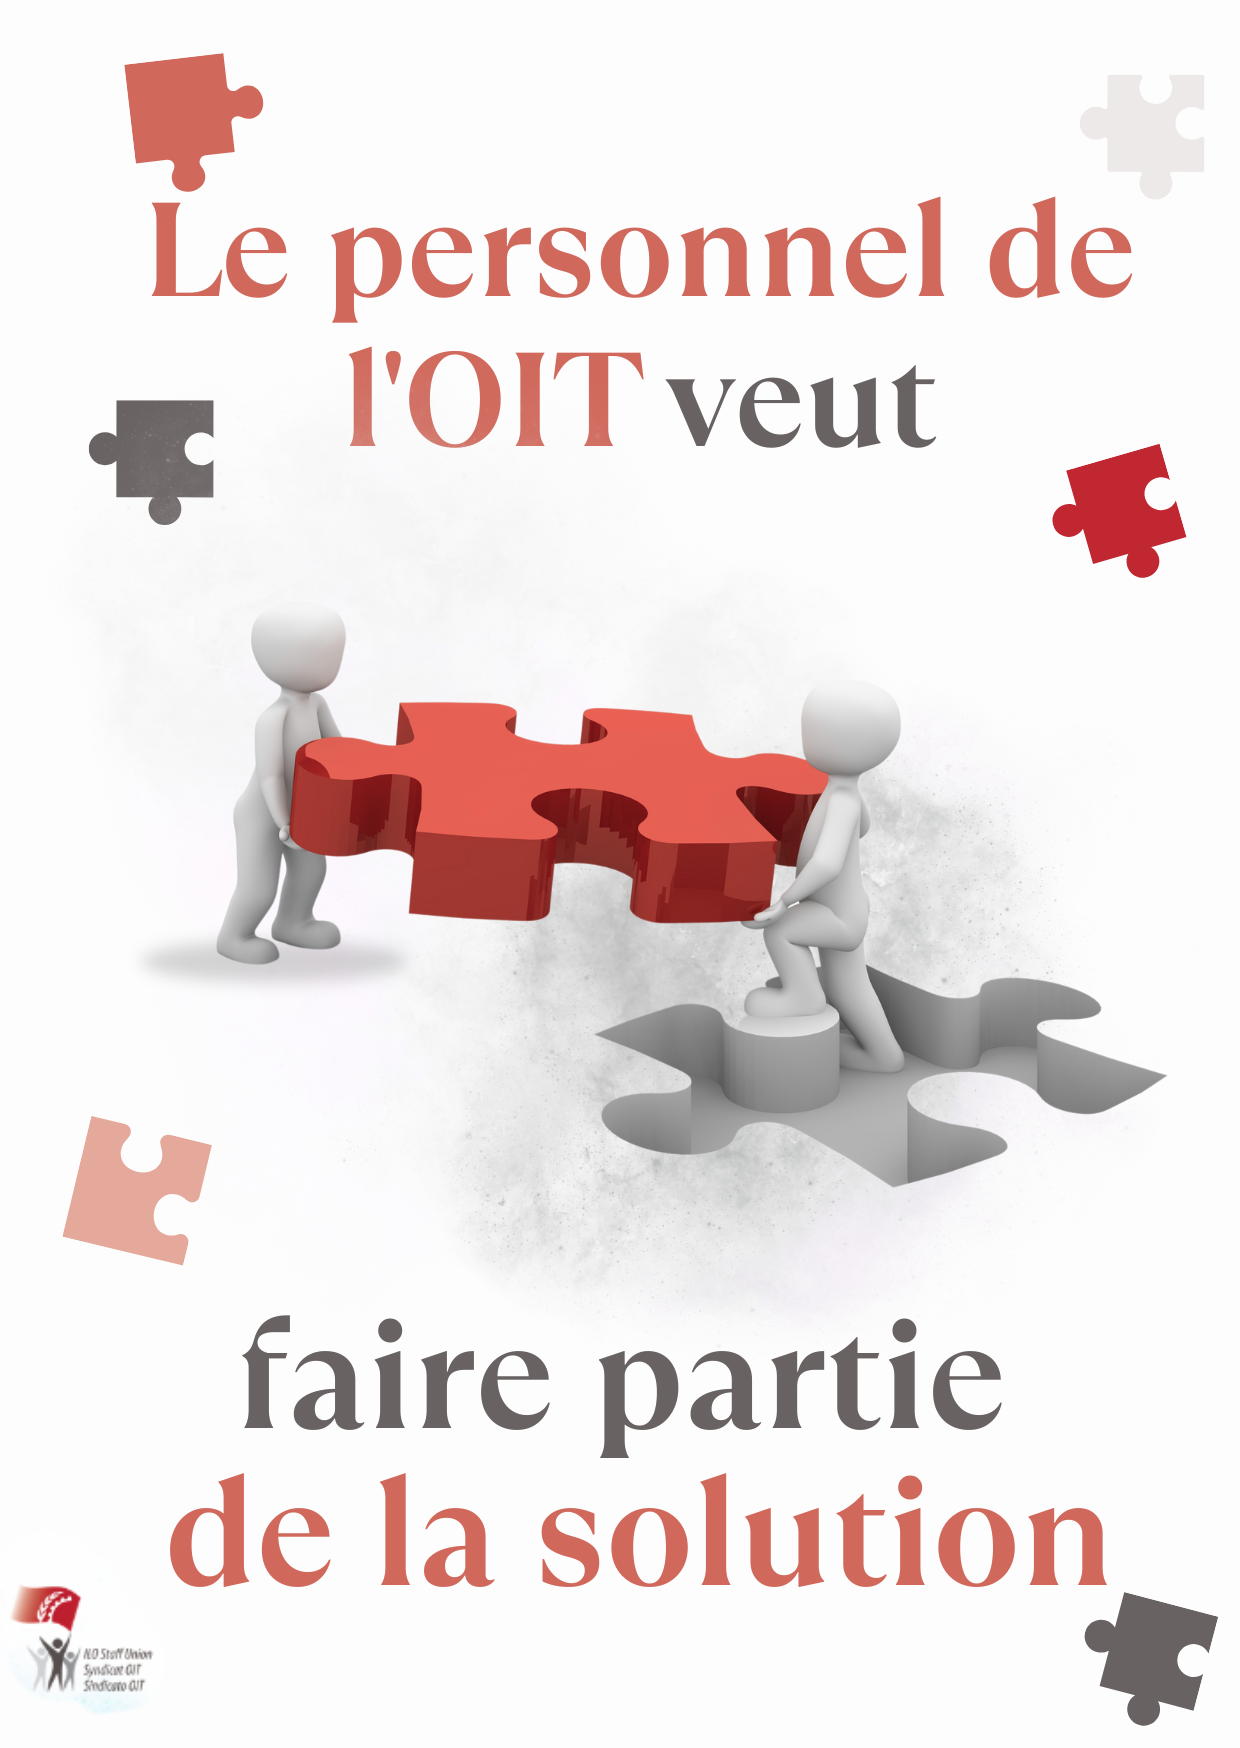 Le personnel de
l'OIT veut
faire partie
de la solution
ILO Staff Union
Syndicat OIT
Sindicato OIT